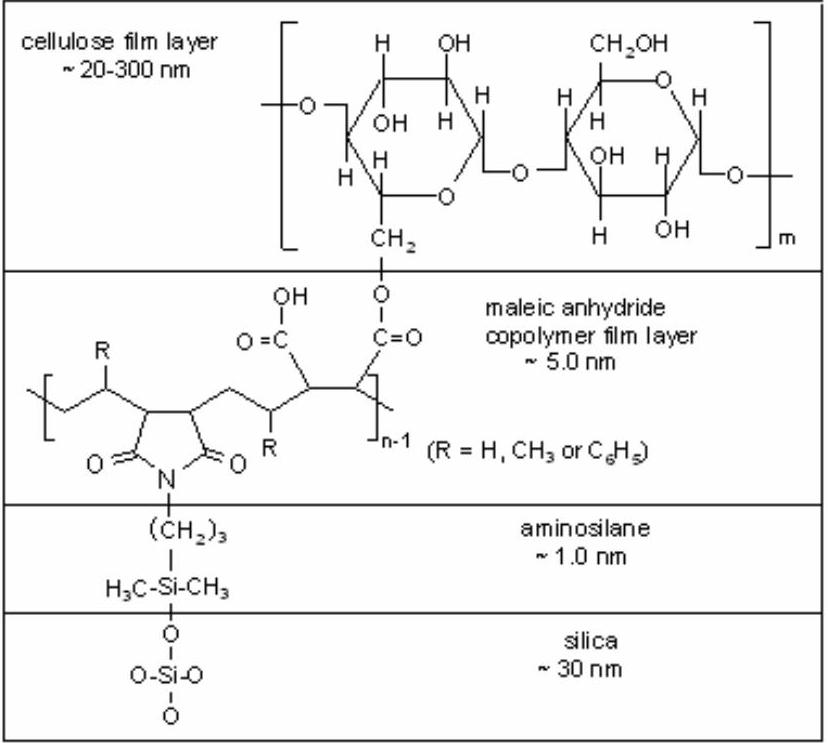 cellulose film layer
~ 20-300 nm
H OH CH₂OH
O O
H H H
OH H H
H OH H
H
O O O
H OH
CH₂ m
O
OH
O=C C=O
maleic anhydride
copolymer film layer
~ 5.0 nm
R
R n-1 (R = H, CH₃ or C₆H₅)
O O
N
(CH₂)₃
aminosilane
~ 1.0 nm
H₃C-Si-CH₃
O
silica
O-Si-O
~ 30 nm
O